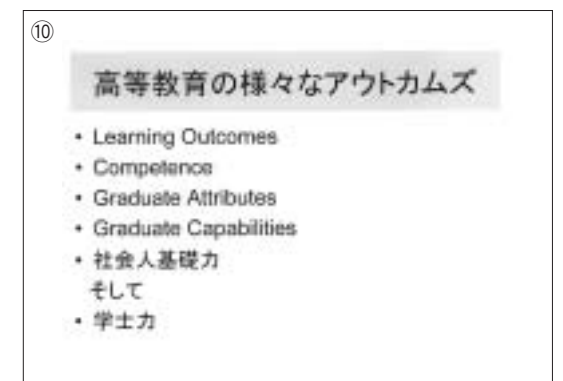 ⑩
高等教育の様々なアウトカムズ
• Learning Outcomes
• Competence
• Graduate Attributes
• Graduate Capabilities
• 社会人基礎力
そして
• 学士力